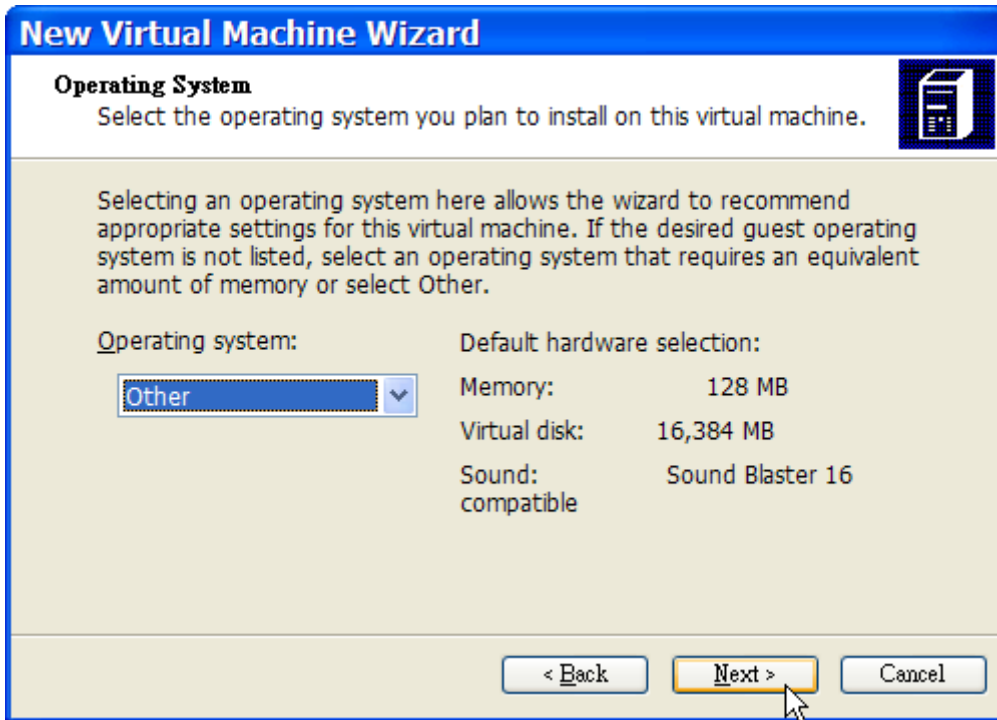 New Virtual Machine Wizard
Operating System
Select the operating system you plan to install on this virtual machine.
Selecting an operating system here allows the wizard to recommend
appropriate settings for this virtual machine. If the desired guest operating
system is not listed, select an operating system that requires an equivalent
amount of memory or select Other.
Operating system:
Other
Default hardware selection:
Memory: 128 MB
Virtual disk: 16,384 MB
Sound: Sound Blaster 16
compatible
< Back
Next >
Cancel